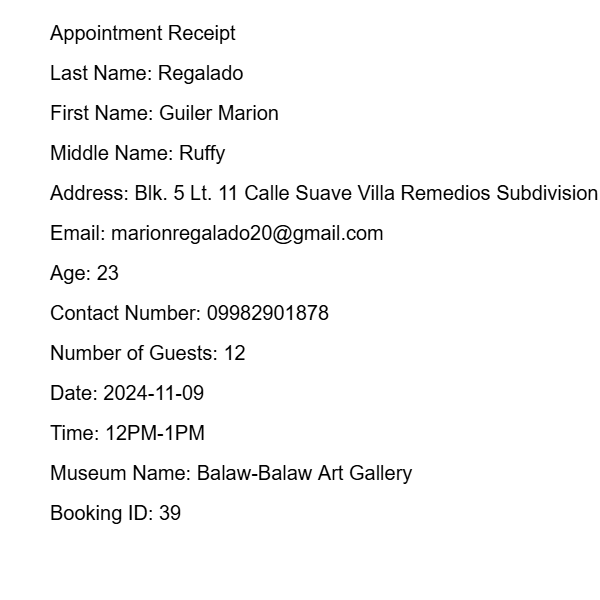 Appointment Receipt
Last Name: Regalado
First Name: Guiler Marion
Middle Name: Ruffy
Address: Blk. 5 Lt. 11 Calle Suave Villa Remedios Subdivision
Email: marionregalado20@gmail.com
Age: 23
Contact Number: 09982901878
Number of Guests: 12
Date: 2024-11-09
Time: 12PM-1PM
Museum Name: Balaw-Balaw Art Gallery
Booking ID: 39